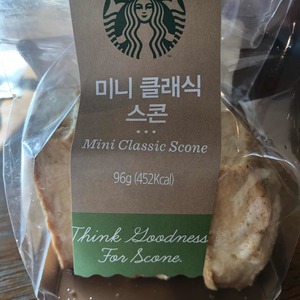 미니 클래식
스콘
Mini Classic Scone
96g (452Kcal)
Think Goodness
For Scone.